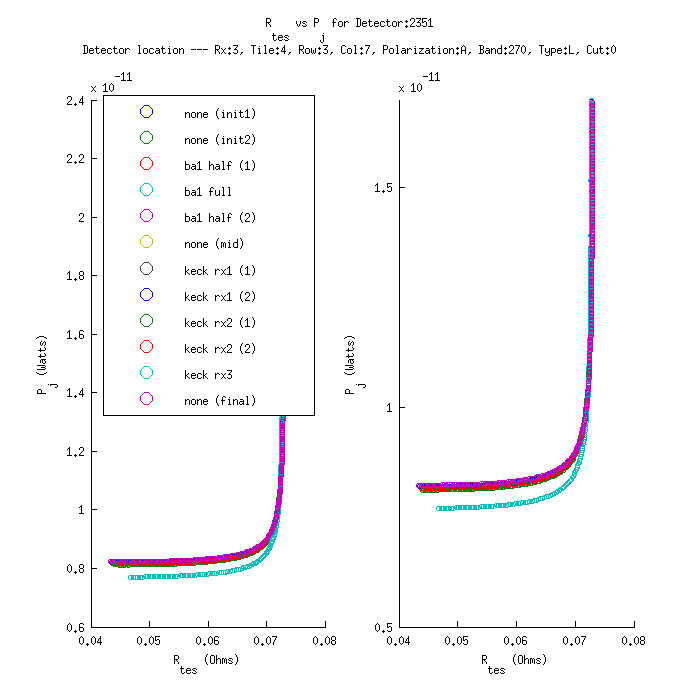 R tes vs P j for Detector:2351
Detector location --- Rx:3, Tile:4, Row:3, Col:7, Polarization:A, Band:270, Type:L, Cut:0
x 10 -11
x 10 -11
2.4
2.2
2
1.8
1.6
1.4
1.2
1
0.8
0.6
P j (Watts)
none (init1)
none (init2)
ba1 half (1)
ba1 full
ba1 half (2)
none (mid)
keck rx1 (1)
keck rx1 (2)
keck rx2 (1)
keck rx2 (2)
keck rx3
none (final)
0.04 0.05 0.06 0.07 0.08
R tes (Ohms)
1.5
1
0.5
P j (Watts)
0.04 0.05 0.06 0.07 0.08
R tes (Ohms)